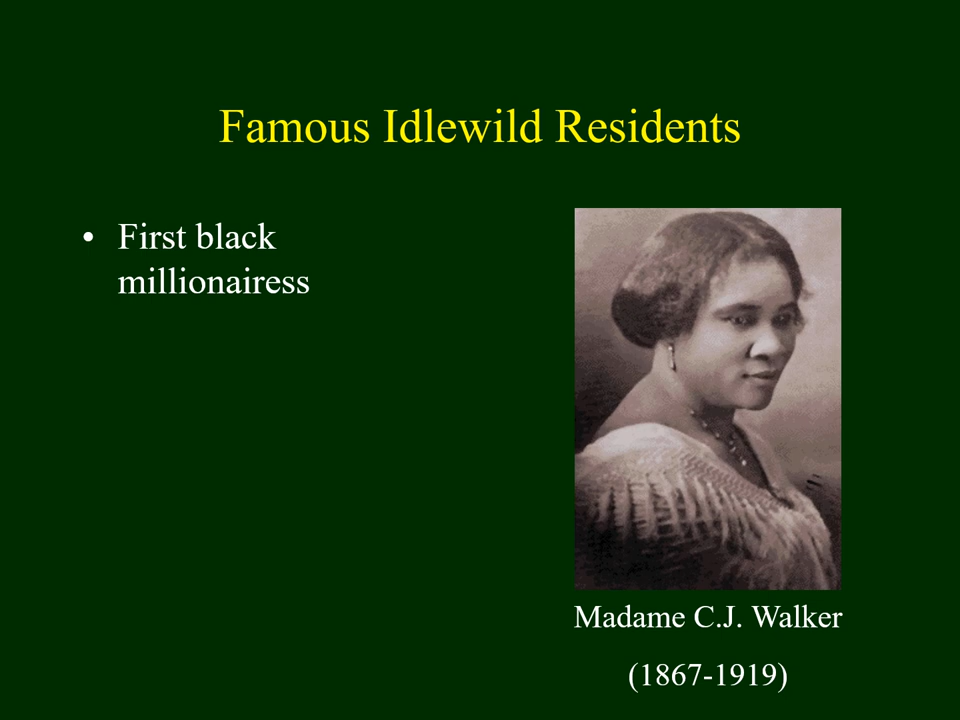 Famous Idlewild Residents
• First black
millionairess
Madame C.J. Walker
(1867-1919)